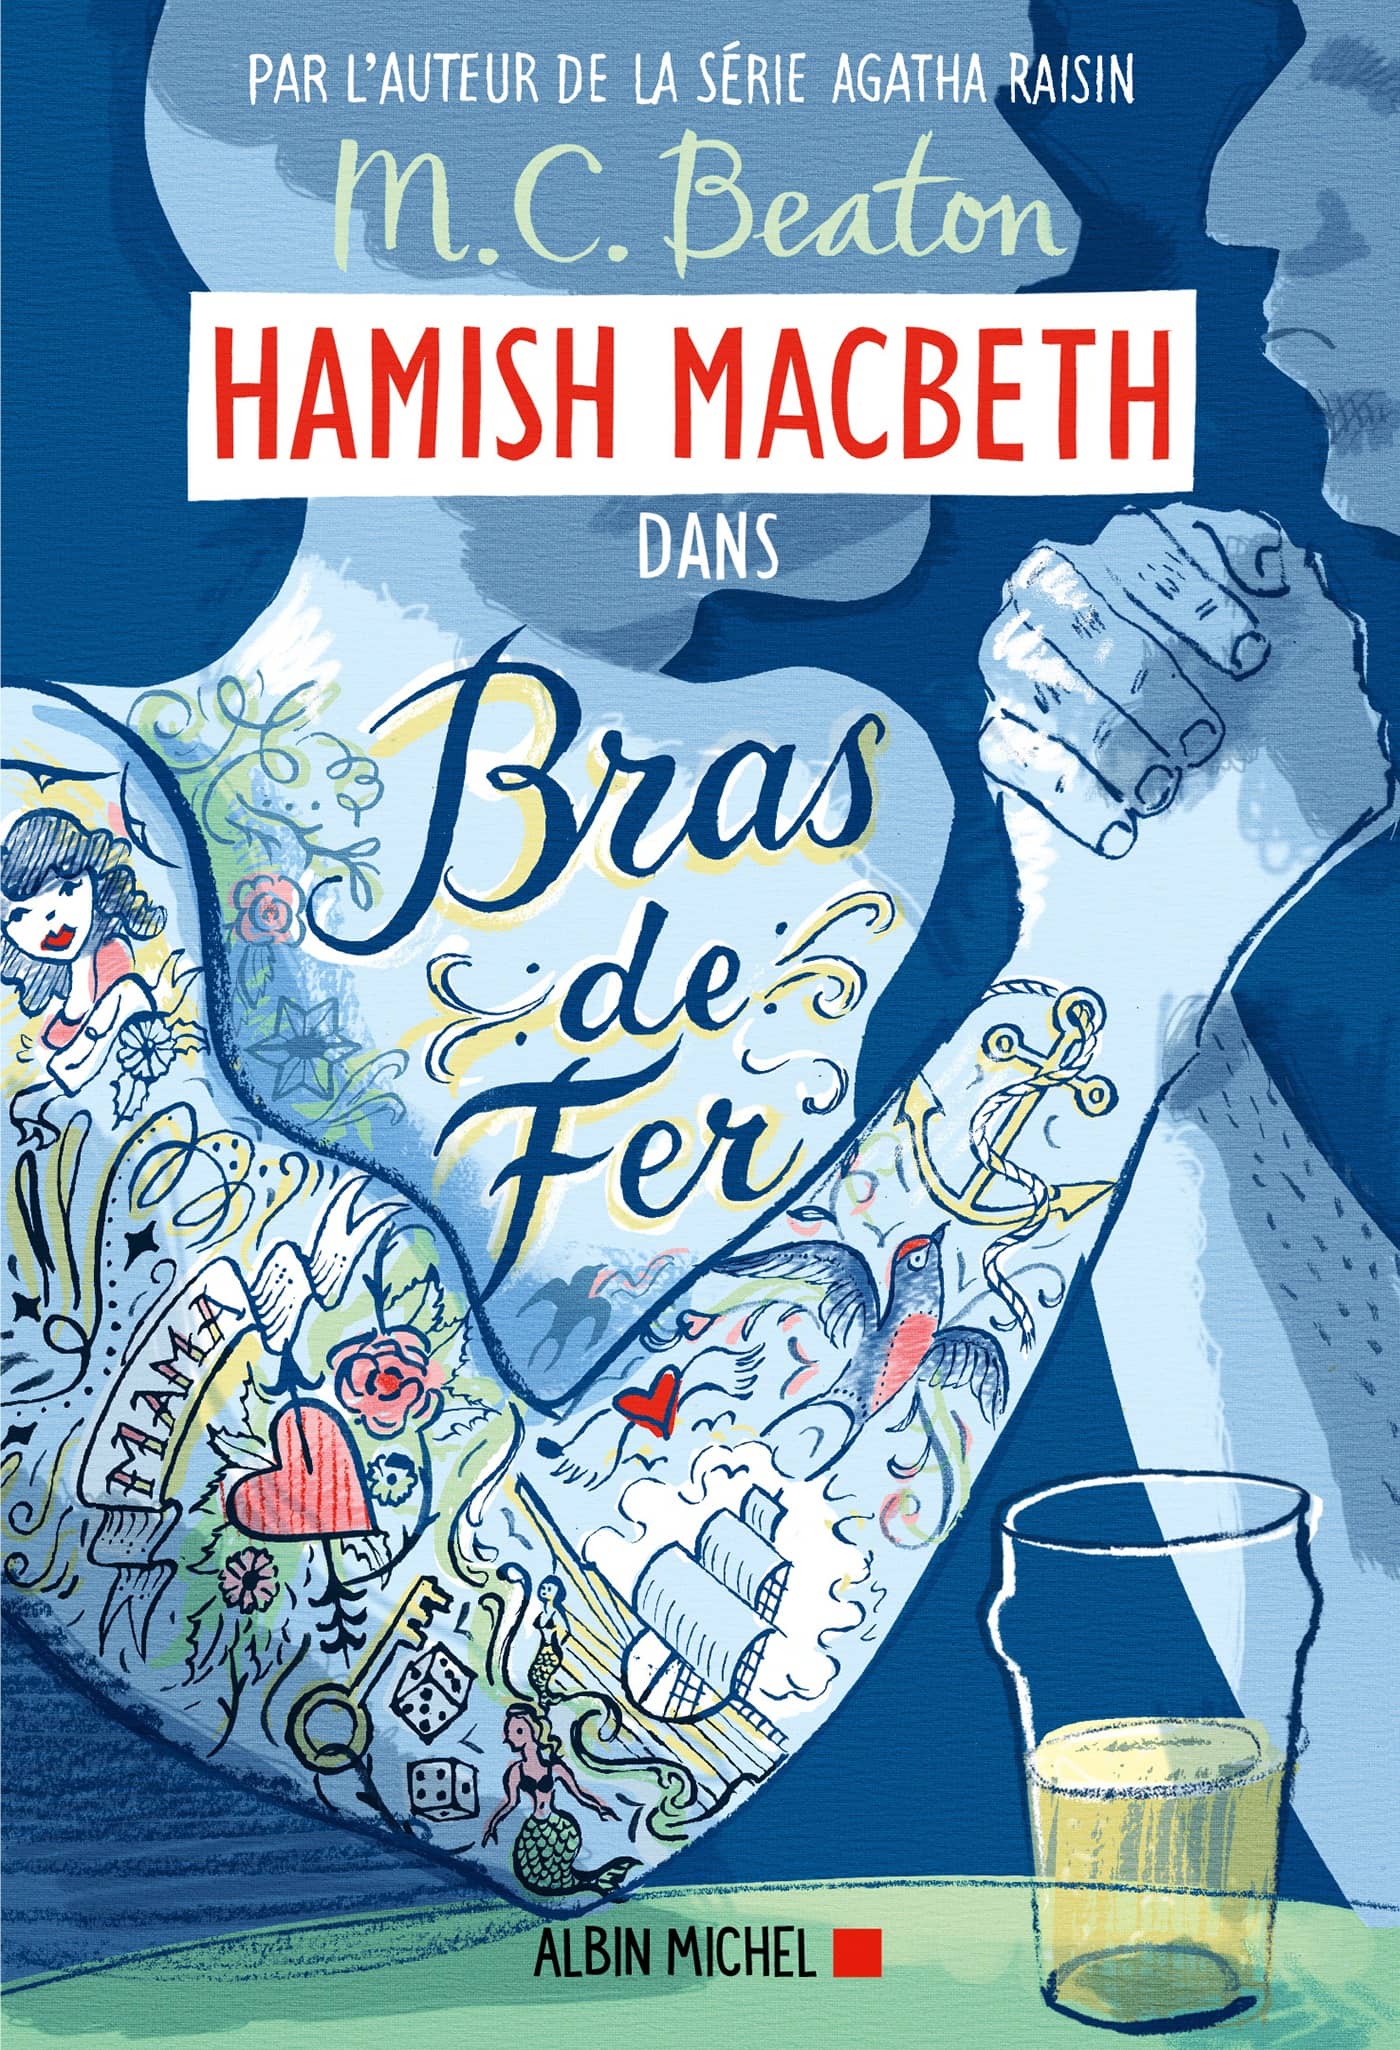 PAR L'AUTEUR DE LA SÉRIE AGATHA RAISIN
M.C. Beaton
HAMISH MACBETH
DANS
Bras
de
Fer
MAMA
ALBIN MICHEL